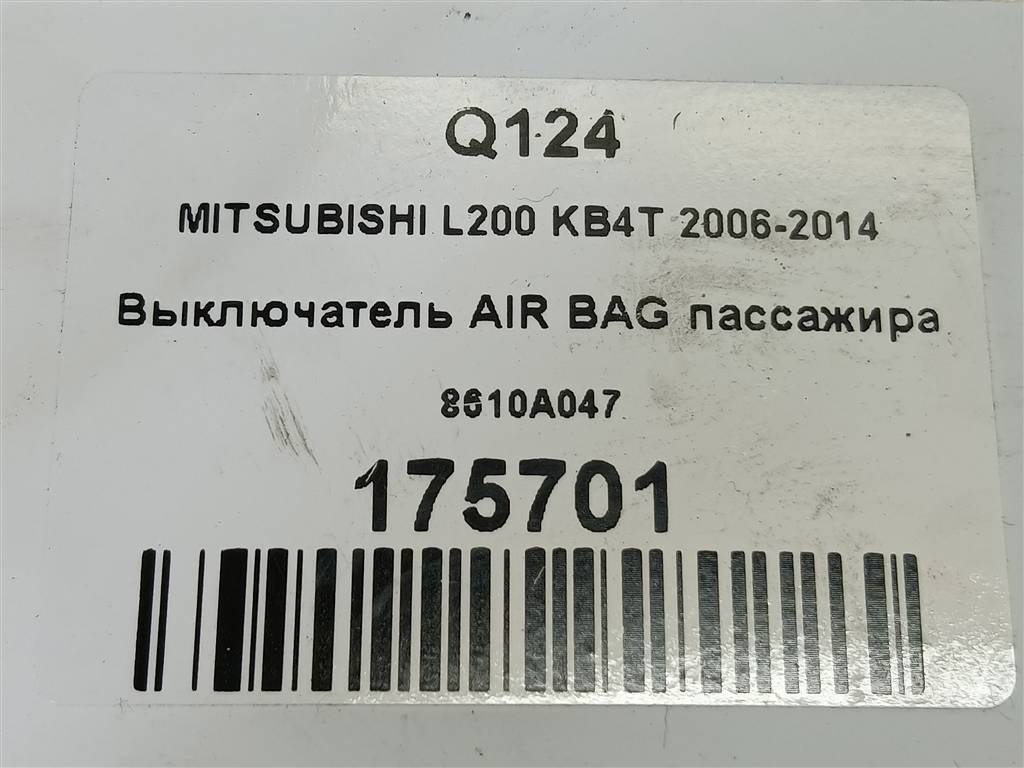 Q124
MITSUBISHI L200 KB4T 2006-2014
Выключатель AIR BAG пассажира
8610A047
175701